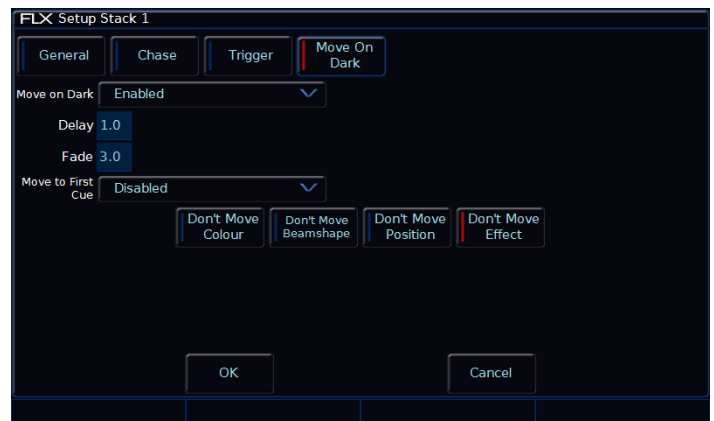 FLX Setup Stack 1
General Chase Trigger Move On Dark
Move on Dark Enabled
Delay 1.0
Fade 3.0
Move to First Cue Disabled
Don't Move Colour Don't Move Beamshape Don't Move Position Don't Move Effect
OK Cancel